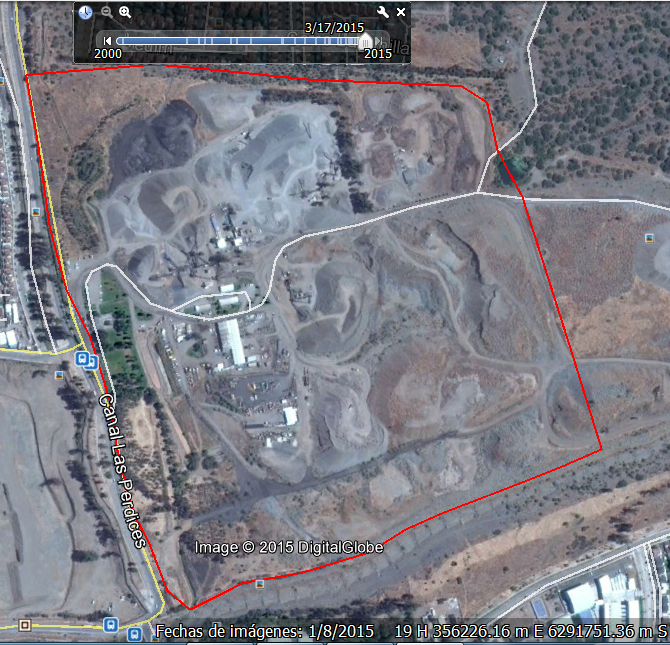 3/17/2015
2000
2015
Canal Las Perdices
Image © 2015 DigitalGlobe
Fechas de imágenes: 1/8/2015 19 H 356226.16 m E 6291751.36 m S